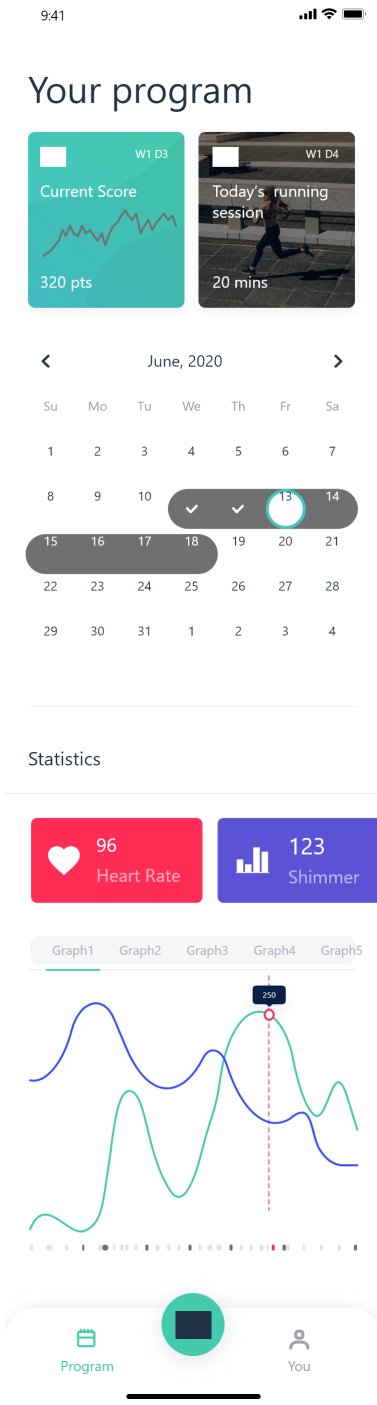 9:41
Your program
W1 D3
Current Score
320 pts
W1 D4
Today's running
session
20 mins
June, 2020
Su Mo Tu We Th Fr Sa
1 2 3 4 5 6 7
8 9 10 13 14
15 16 17 18 19 20 21
22 23 24 25 26 27 28
29 30 31 1 2 3 4
Statistics
96
Heart Rate
123
Shimmer
Graph1 Graph2 Graph3 Graph4 Graph5
250
Program
You